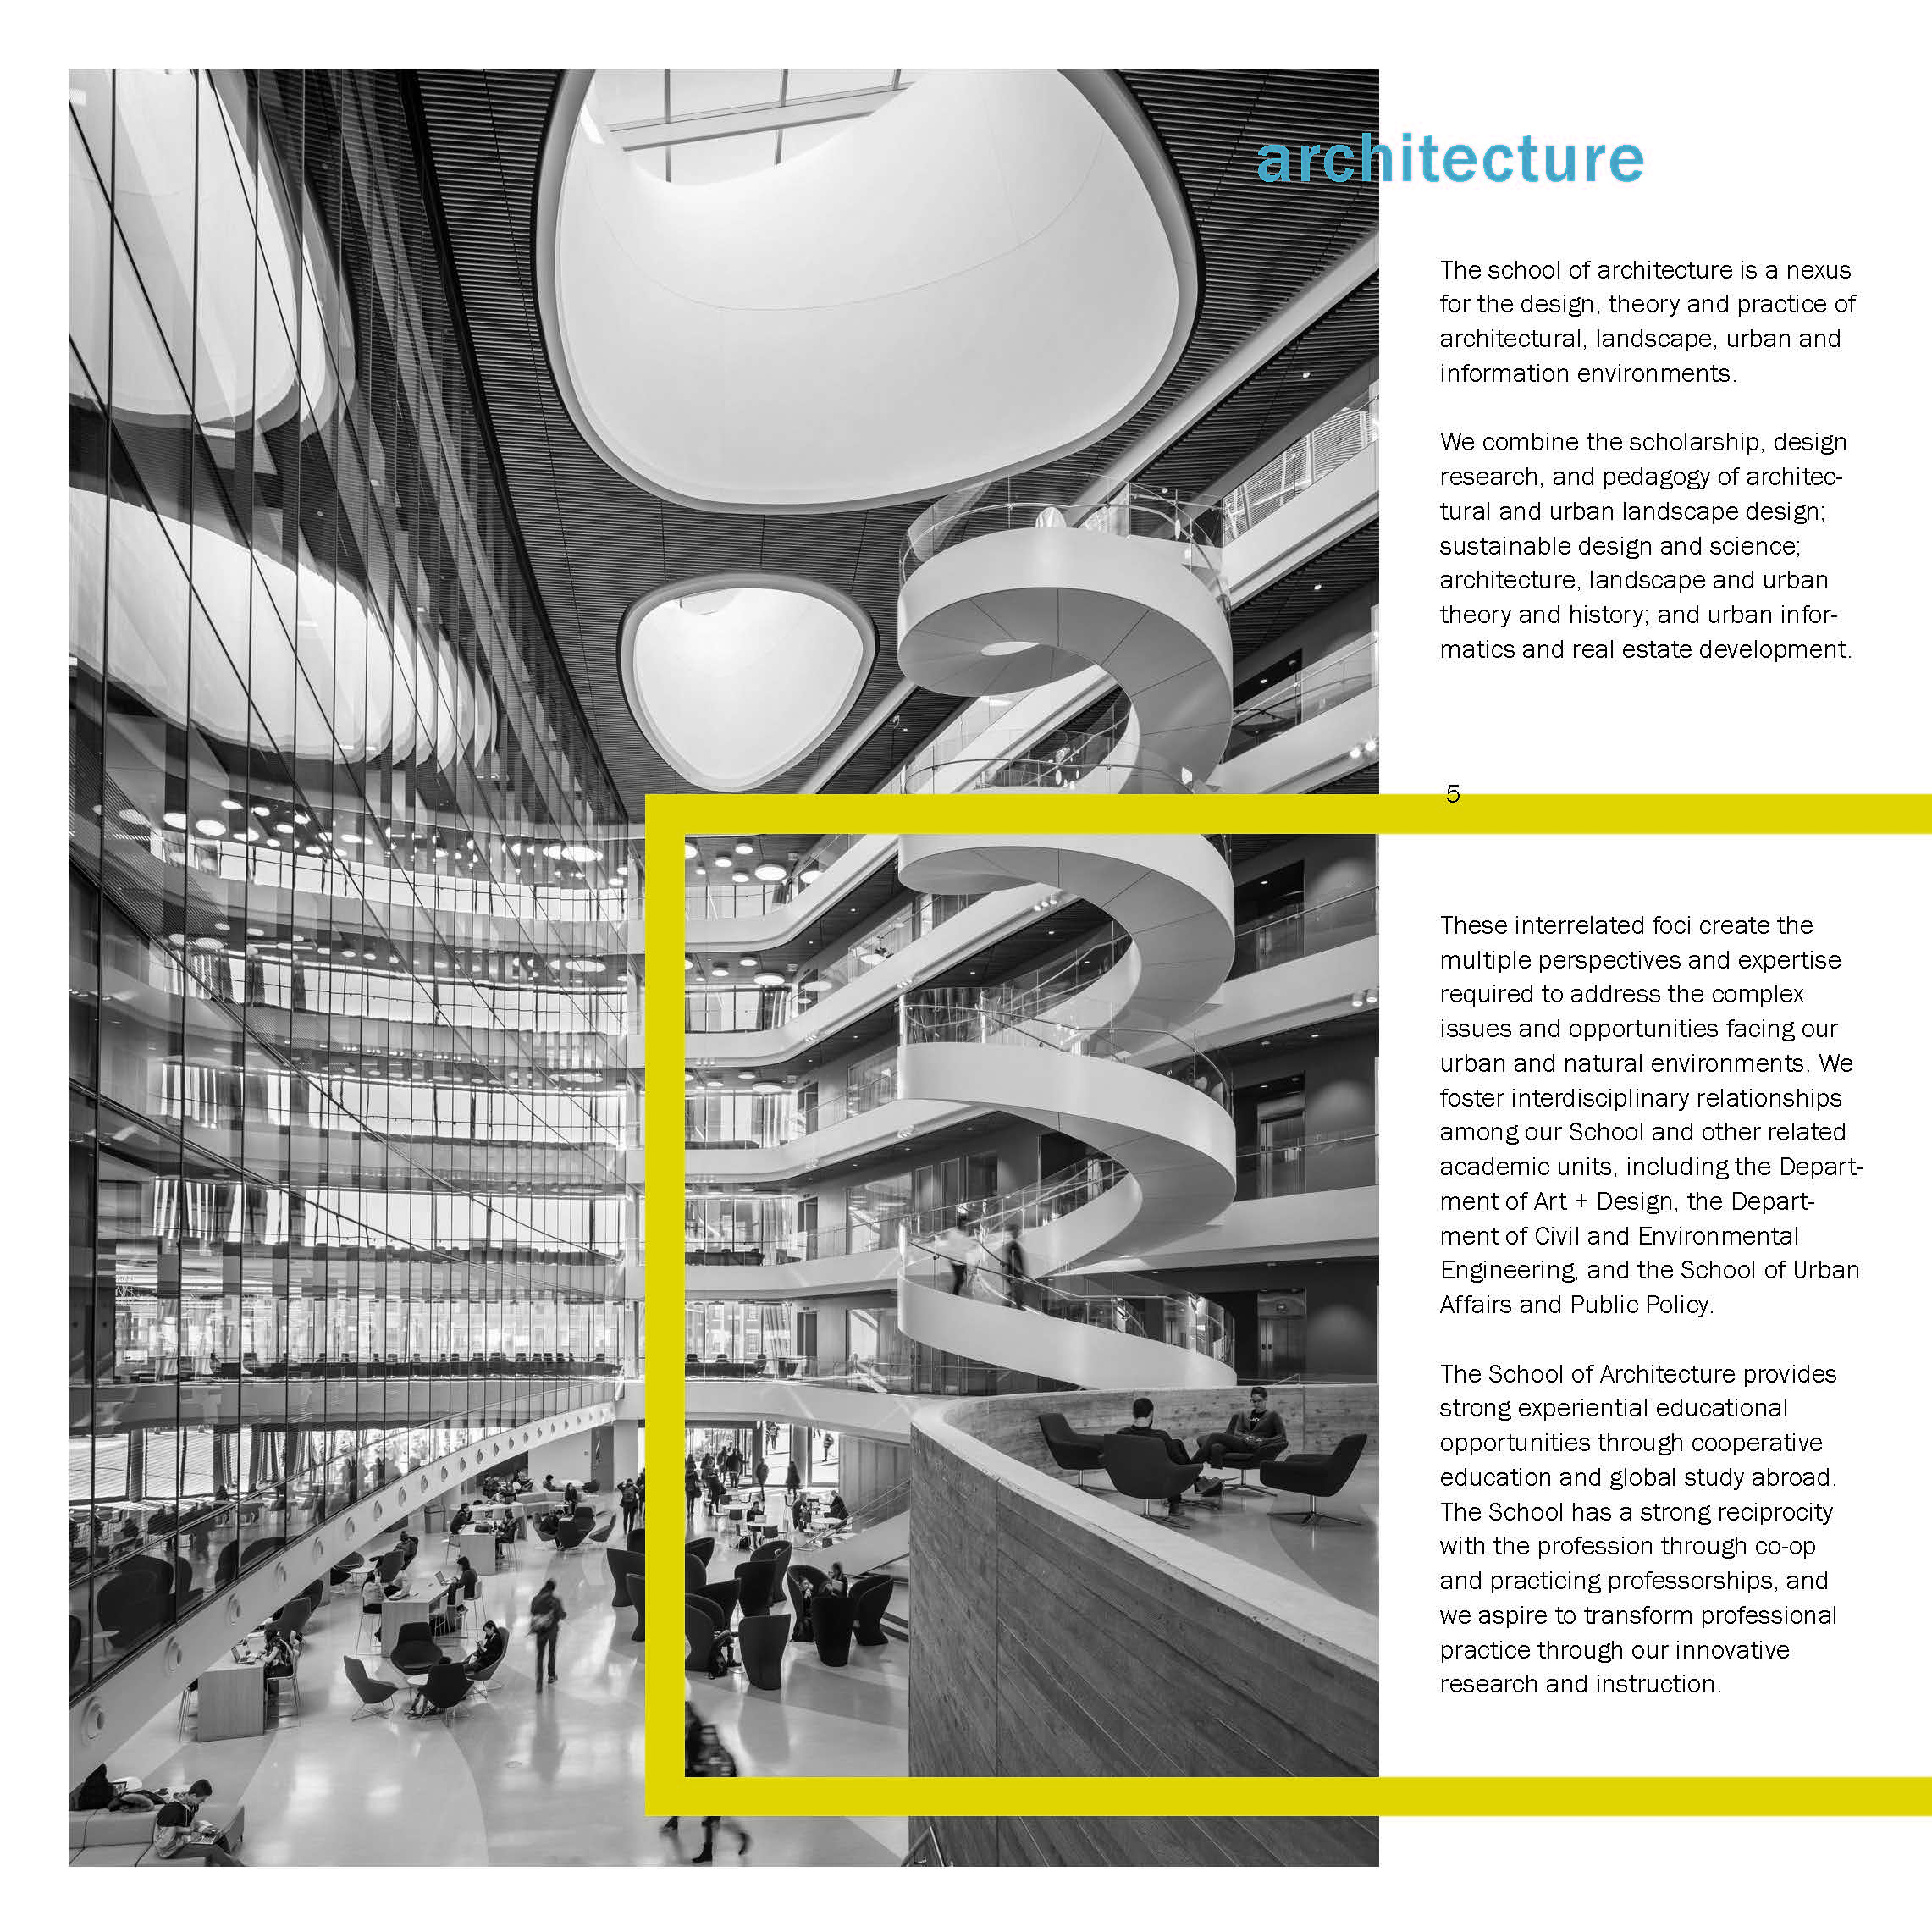 architecture
The school of architecture is a nexus
for the design, theory and practice of
architectural, landscape, urban and
information environments.
We combine the scholarship, design
research, and pedagogy of architec-
tural and urban landscape design;
sustainable design and science;
architecture, landscape and urban
theory and history; and urban infor-
matics and real estate development.
5
These interrelated foci create the
multiple perspectives and expertise
required to address the complex
issues and opportunities facing our
urban and natural environments. We
foster interdisciplinary relationships
among our School and other related
academic units, including the Depart-
ment of Art + Design, the Depart-
ment of Civil and Environmental
Engineering, and the School of Urban
Affairs and Public Policy.
The School of Architecture provides
strong experiential educational
opportunities through cooperative
education and global study abroad.
The School has a strong reciprocity
with the profession through co-op
and practicing professorships, and
we aspire to transform professional
practice through our innovative
research and instruction.